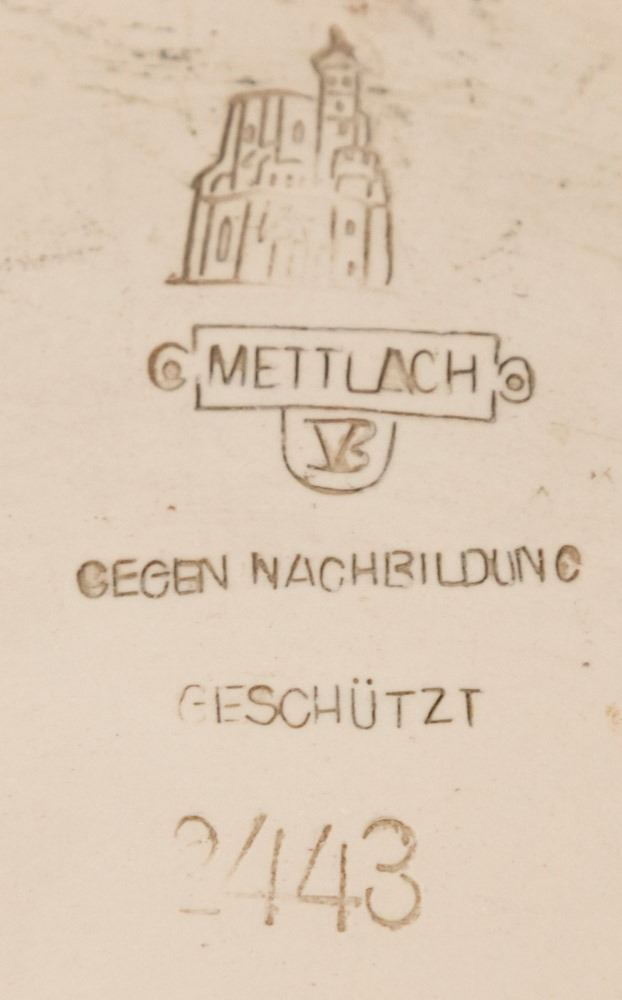 METTLACH
VB
GEGEN NACHBILDUNG
GESCHÜTZT
2443